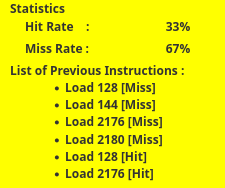 Statistics
Hit Rate : 33%
Miss Rate : 67%
List of Previous Instructions :
• Load 128 [Miss]
• Load 144 [Miss]
• Load 2176 [Miss]
• Load 2180 [Miss]
• Load 128 [Hit]
• Load 2176 [Hit]